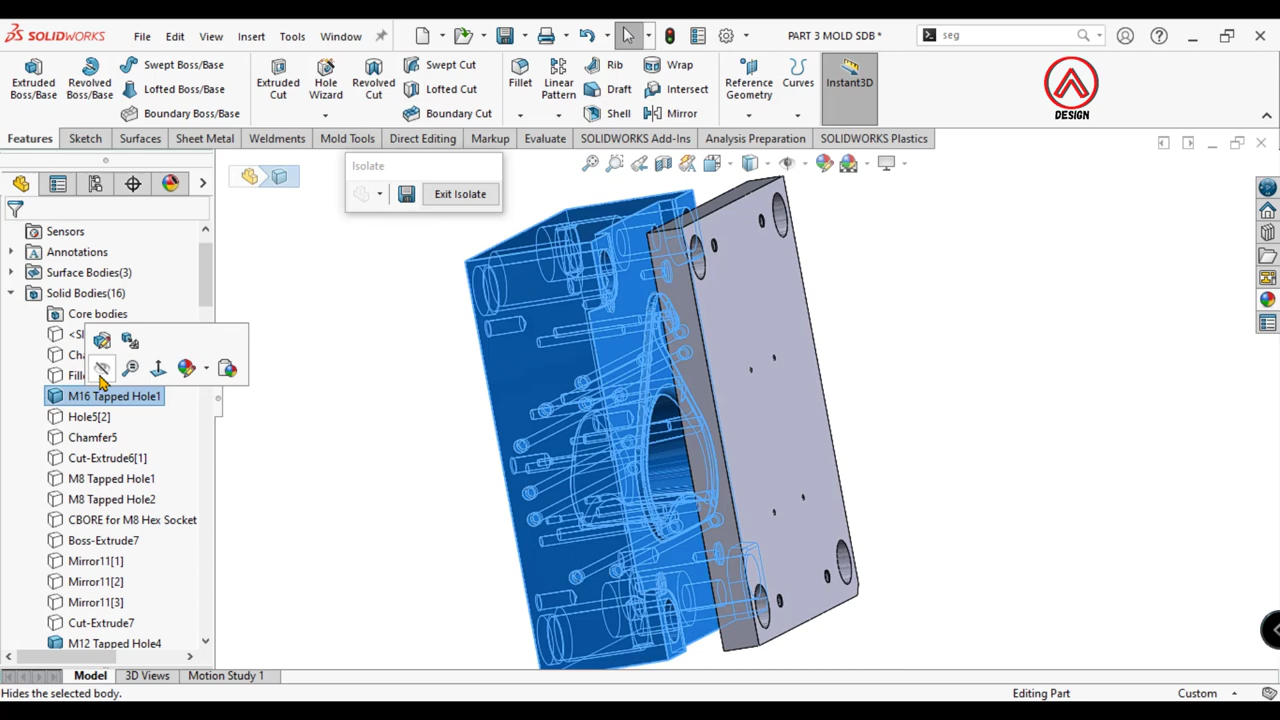 SOLIDWORKS File Edit View Insert Tools Window PART 3 MOLD SDB * seg
Extruded Boss/Base Revolved Boss/Base Swept Boss/Base Lofted Boss/Base Boundary Boss/Base Extruded Cut Hole Wizard Revolved Cut Swept Cut Lofted Cut Boundary Cut Fillet Linear Pattern Rib Draft Shell Wrap Intersect Mirror Reference Geometry Curves Instant3D
DESIGN
Features Sketch Surfaces Sheet Metal Weldments Mold Tools Direct Editing Markup Evaluate SOLIDWORKS Add-Ins Analysis Preparation SOLIDWORKS Plastics
Isolate
Exit Isolate
Sensors
Annotations
Surface Bodies(3)
Solid Bodies(16)
Core bodies
M16 Tapped Hole1
Hole5[2]
Chamfer5
Cut-Extrude6[1]
M8 Tapped Hole1
M8 Tapped Hole2
CBORE for M8 Hex Socket
Boss-Extrude7
Mirror11[1]
Mirror11[2]
Mirror11[3]
Cut-Extrude7
M12 Tapped Hole4
Model 3D Views Motion Study 1
Hides the selected body. Editing Part Custom